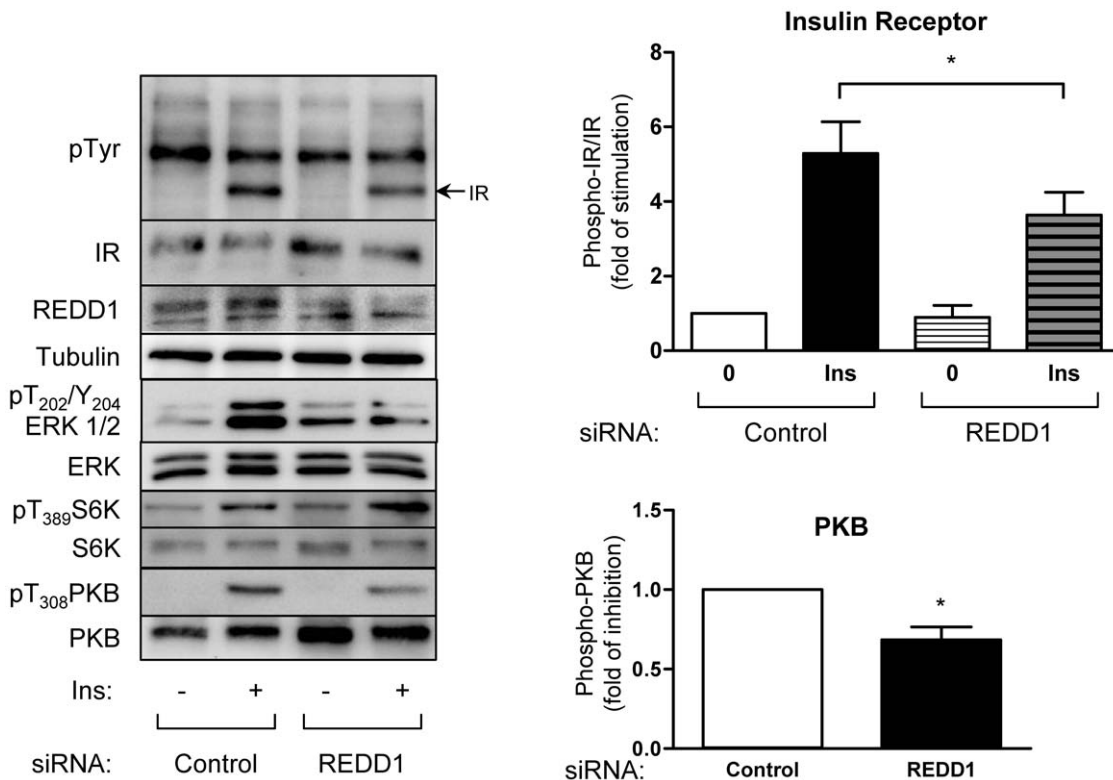 pTyr
IR
IR
REDD1
Tubulin
pT202/Y204
ERK 1/2
ERK
pT389S6K
S6K
pT308PKB
PKB
Ins: - + - +
siRNA: Control REDD1
Insulin Receptor
Phospho-IR/IR
(fold of stimulation)
8
*
6
4
2
0
0 Ins 0 Ins
siRNA: Control REDD1
PKB
Phospho-PKB
(fold of inhibition)
1.5
1.0
*
0.5
0.0
siRNA: Control REDD1